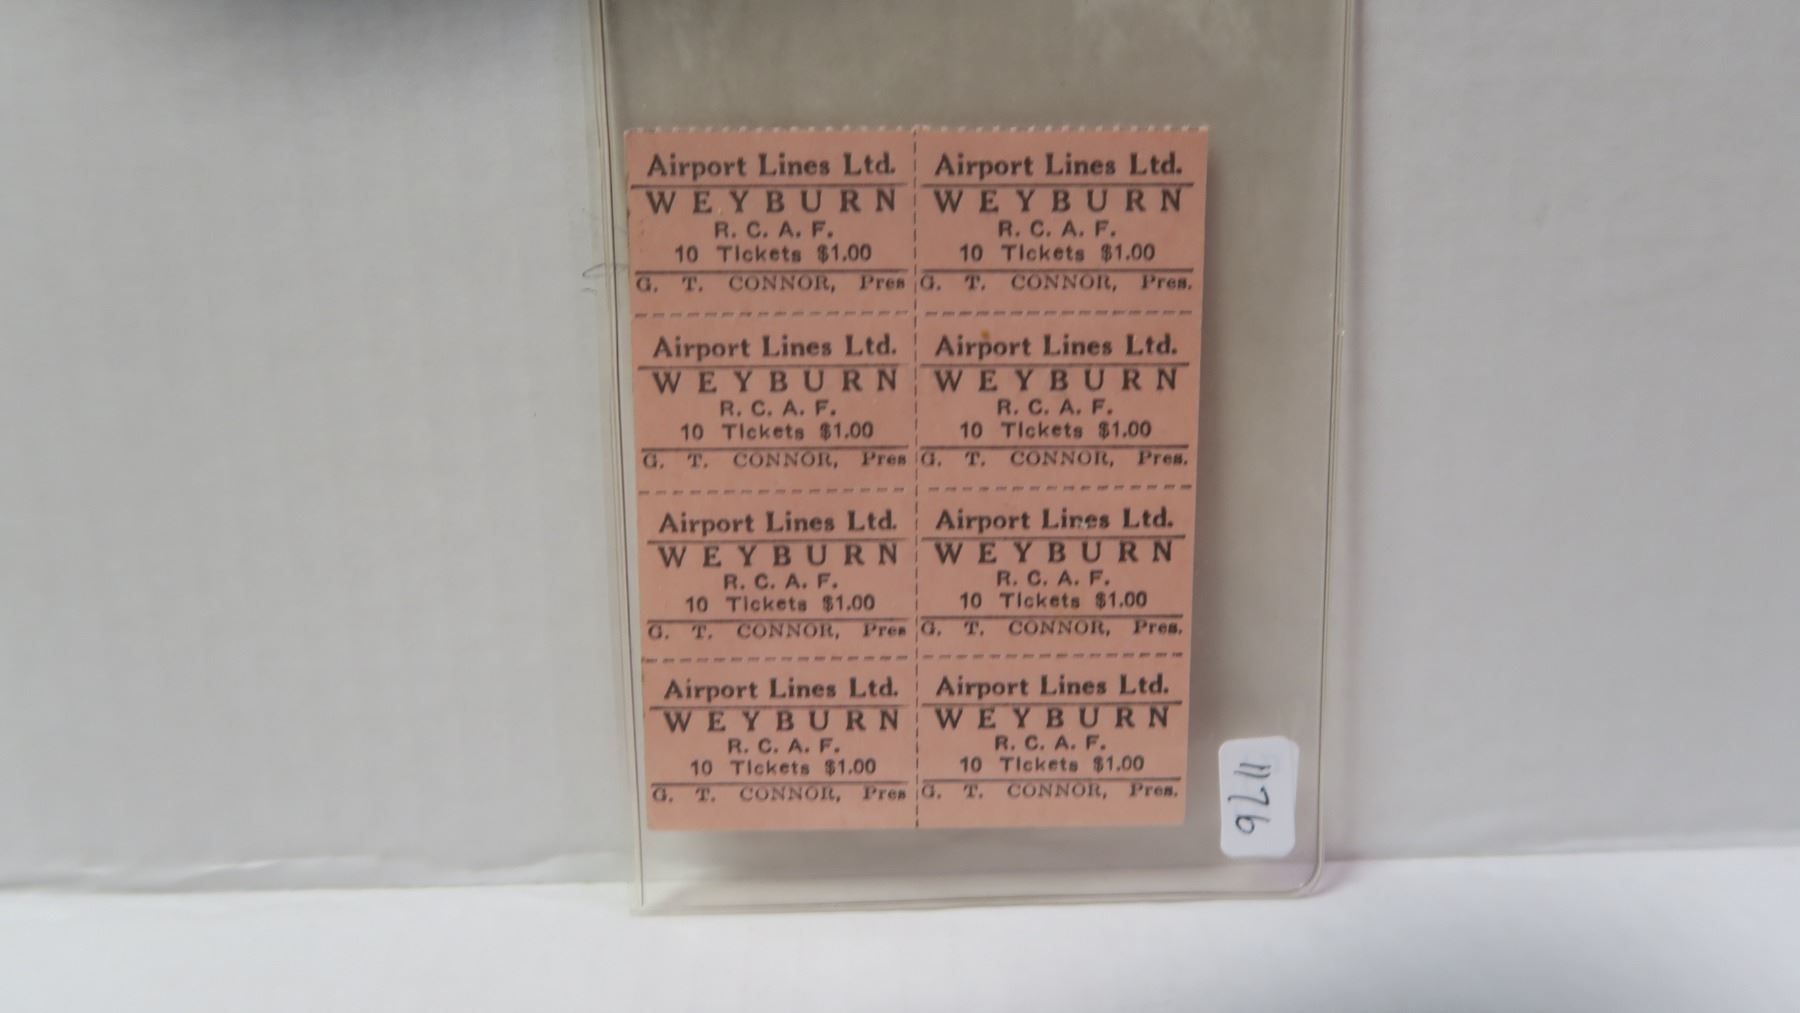 Airport Lines Ltd.
WEYBURN
R. C. A. F.
10 Tickets $1.00
G. T. CONNOR, Pres
Airport Lines Ltd.
WEYBURN
R. C. A. F.
10 Tickets $1.00
G. T. CONNOR, Pres.
Airport Lines Ltd.
WEYBURN
R. C. A. F.
10 Tickets $1.00
G. T. CONNOR, Pres
Airport Lines Ltd.
WEYBURN
R. C. A. F.
10 Tickets $1.00
G. T. CONNOR, Pres.
Airport Lines Ltd.
WEYBURN
R. C. A. F.
10 Tickets $1.00
G. T. CONNOR, Pres
Airport Lines Ltd.
WEYBURN
R. C. A. F.
10 Tickets $1.00
G. T. CONNOR, Pres.
Airport Lines Ltd.
WEYBURN
R. C. A. F.
10 Tickets $1.00
G. T. CONNOR, Pres
Airport Lines Ltd.
WEYBURN
R. C. A. F.
10 Tickets $1.00
G. T. CONNOR, Pres.
1176